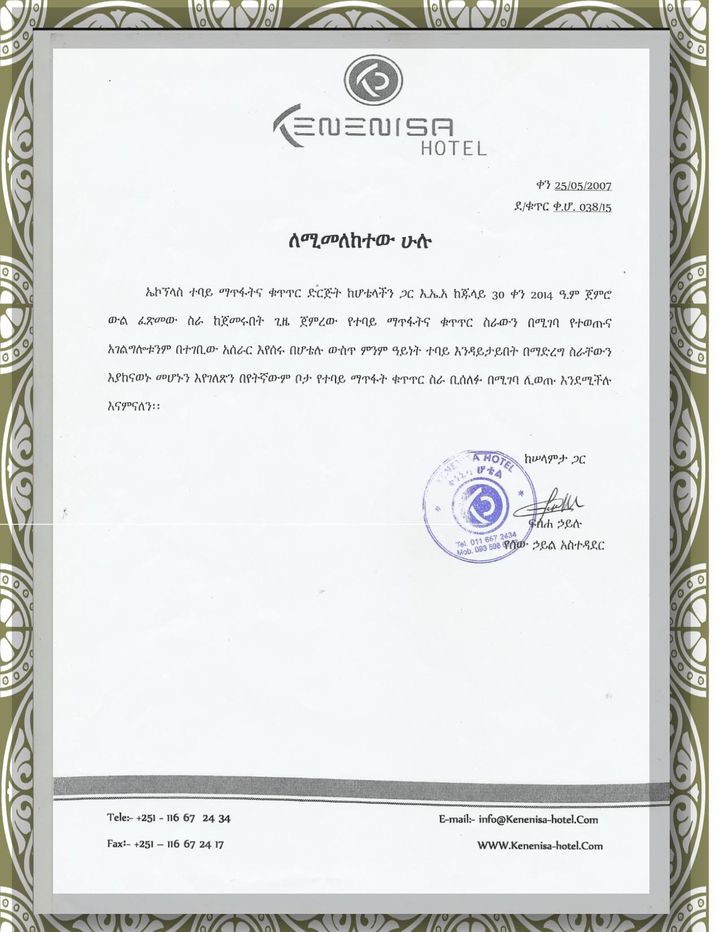 KENENISA
HOTEL
ቀን 25/05/2007
ደ/ቁጥር ቀ.ሆ. 038/15
ለሚመለከተው ሁሉ
ኤኮፕላስ ተባይ ማጥፋትና ቁጥጥር ድርጅት ከሆቴላችን ጋር እ.ኤ.አ ከጁላይ 30 ቀን 2014 ዓ.ም ጀምሮ
ውል ፈጽመው ስራ ከጀመሩበት ጊዜ ጀምረው የተባይ ማጥፋትና ቁጥጥር ስራውን በሚገባ የተወጡና
አገልግሎቱንም በተገቢው አሰራር እየሰሩ በሆቴሉ ውስጥ ምንም ዓይነት ተባይ እንዳይታይበት በማድረግ ስራቸውን
እያከናወኑ መሆኑን እየገለጽን በየትኛውም ቦታ የተባይ ማጥፋት ቁጥጥር ስራ ቢሰለፉ በሚገባ ሊወጡ እንደሚችሉ
እናምናለን፡፡
ከሠላምታ ጋር
KENENISA HOTEL
ቀነኒሳ ሆቴል
Tel. 011 667 2434
Mob. 093 598
ፍስሐ ኃይሉ
የሰው ኃይል አስተዳደር
Tele:- +251 - 116 67 24 34
E-mail:- info@Kenenisa-hotel.Com
Fax:- +251 – 116 67 24 17
WWW.Kenenisa-hotel.Com